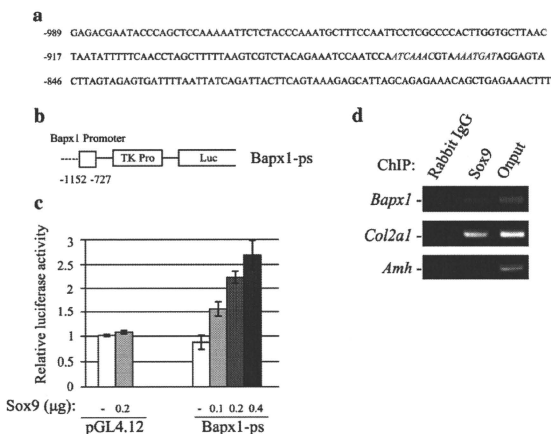 a
-989 GAGACGAATACCCAGCTCCAAAAATTCTCTACCCAAATGCTTTCCAATTCCTCGCCCCACTTGGTGCTTAAC
-917 TAATATTTTTCAACCTAGCTTTTTAAGTCGTCTACAGAAATCCAATCCAATCAAACGTAAAATGATAGGAGTA
-846 CTTAGTAGAGTGATTTTAATTATCAGATTACTTCAGTAAAGAGCATTAGCAGAGAAACAGCTGAGAAACTTT
b
Bapx1 Promoter
TK Pro Luc Bapx1-ps
-1152 -727
c
Relative luciferase activity
3
2.5
2
1.5
1
0.5
0
Sox9 (µg): - 0.2 - 0.1 0.2 0.4
pGL4.12 Bapx1-ps
d
ChIP: Rabbit IgG Sox9 Onput
Bapx1 -
Col2a1 -
Amh -